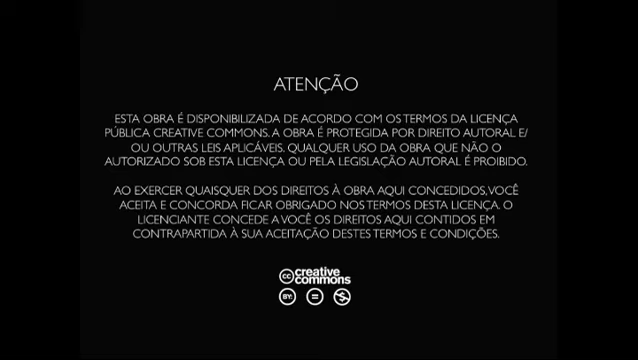 ATENÇÃO
ESTA OBRA É DISPONIBILIZADA DE ACORDO COM OS TERMOS DA LICENÇA
PÚBLICA CREATIVE COMMONS. A OBRA É PROTEGIDA POR DIREITO AUTORAL E/
OU OUTRAS LEIS APLICÁVEIS. QUALQUER USO DA OBRA QUE NÃO O
AUTORIZADO SOB ESTA LICENÇA OU PELA LEGISLAÇÃO AUTORAL É PROIBIDO.
AO EXERCER QUAISQUER DOS DIREITOS À OBRA AQUI CONCEDIDOS, VOCÊ
ACEITA E CONCORDA FICAR OBRIGADO NOS TERMOS DESTA LICENÇA. O
LICENCIANTE CONCEDE A VOCÊ OS DIREITOS AQUI CONTIDOS EM
CONTRAPARTIDA À SUA ACEITAÇÃO DESTES TERMOS E CONDIÇÕES.
cc creative
commons
BY: = $